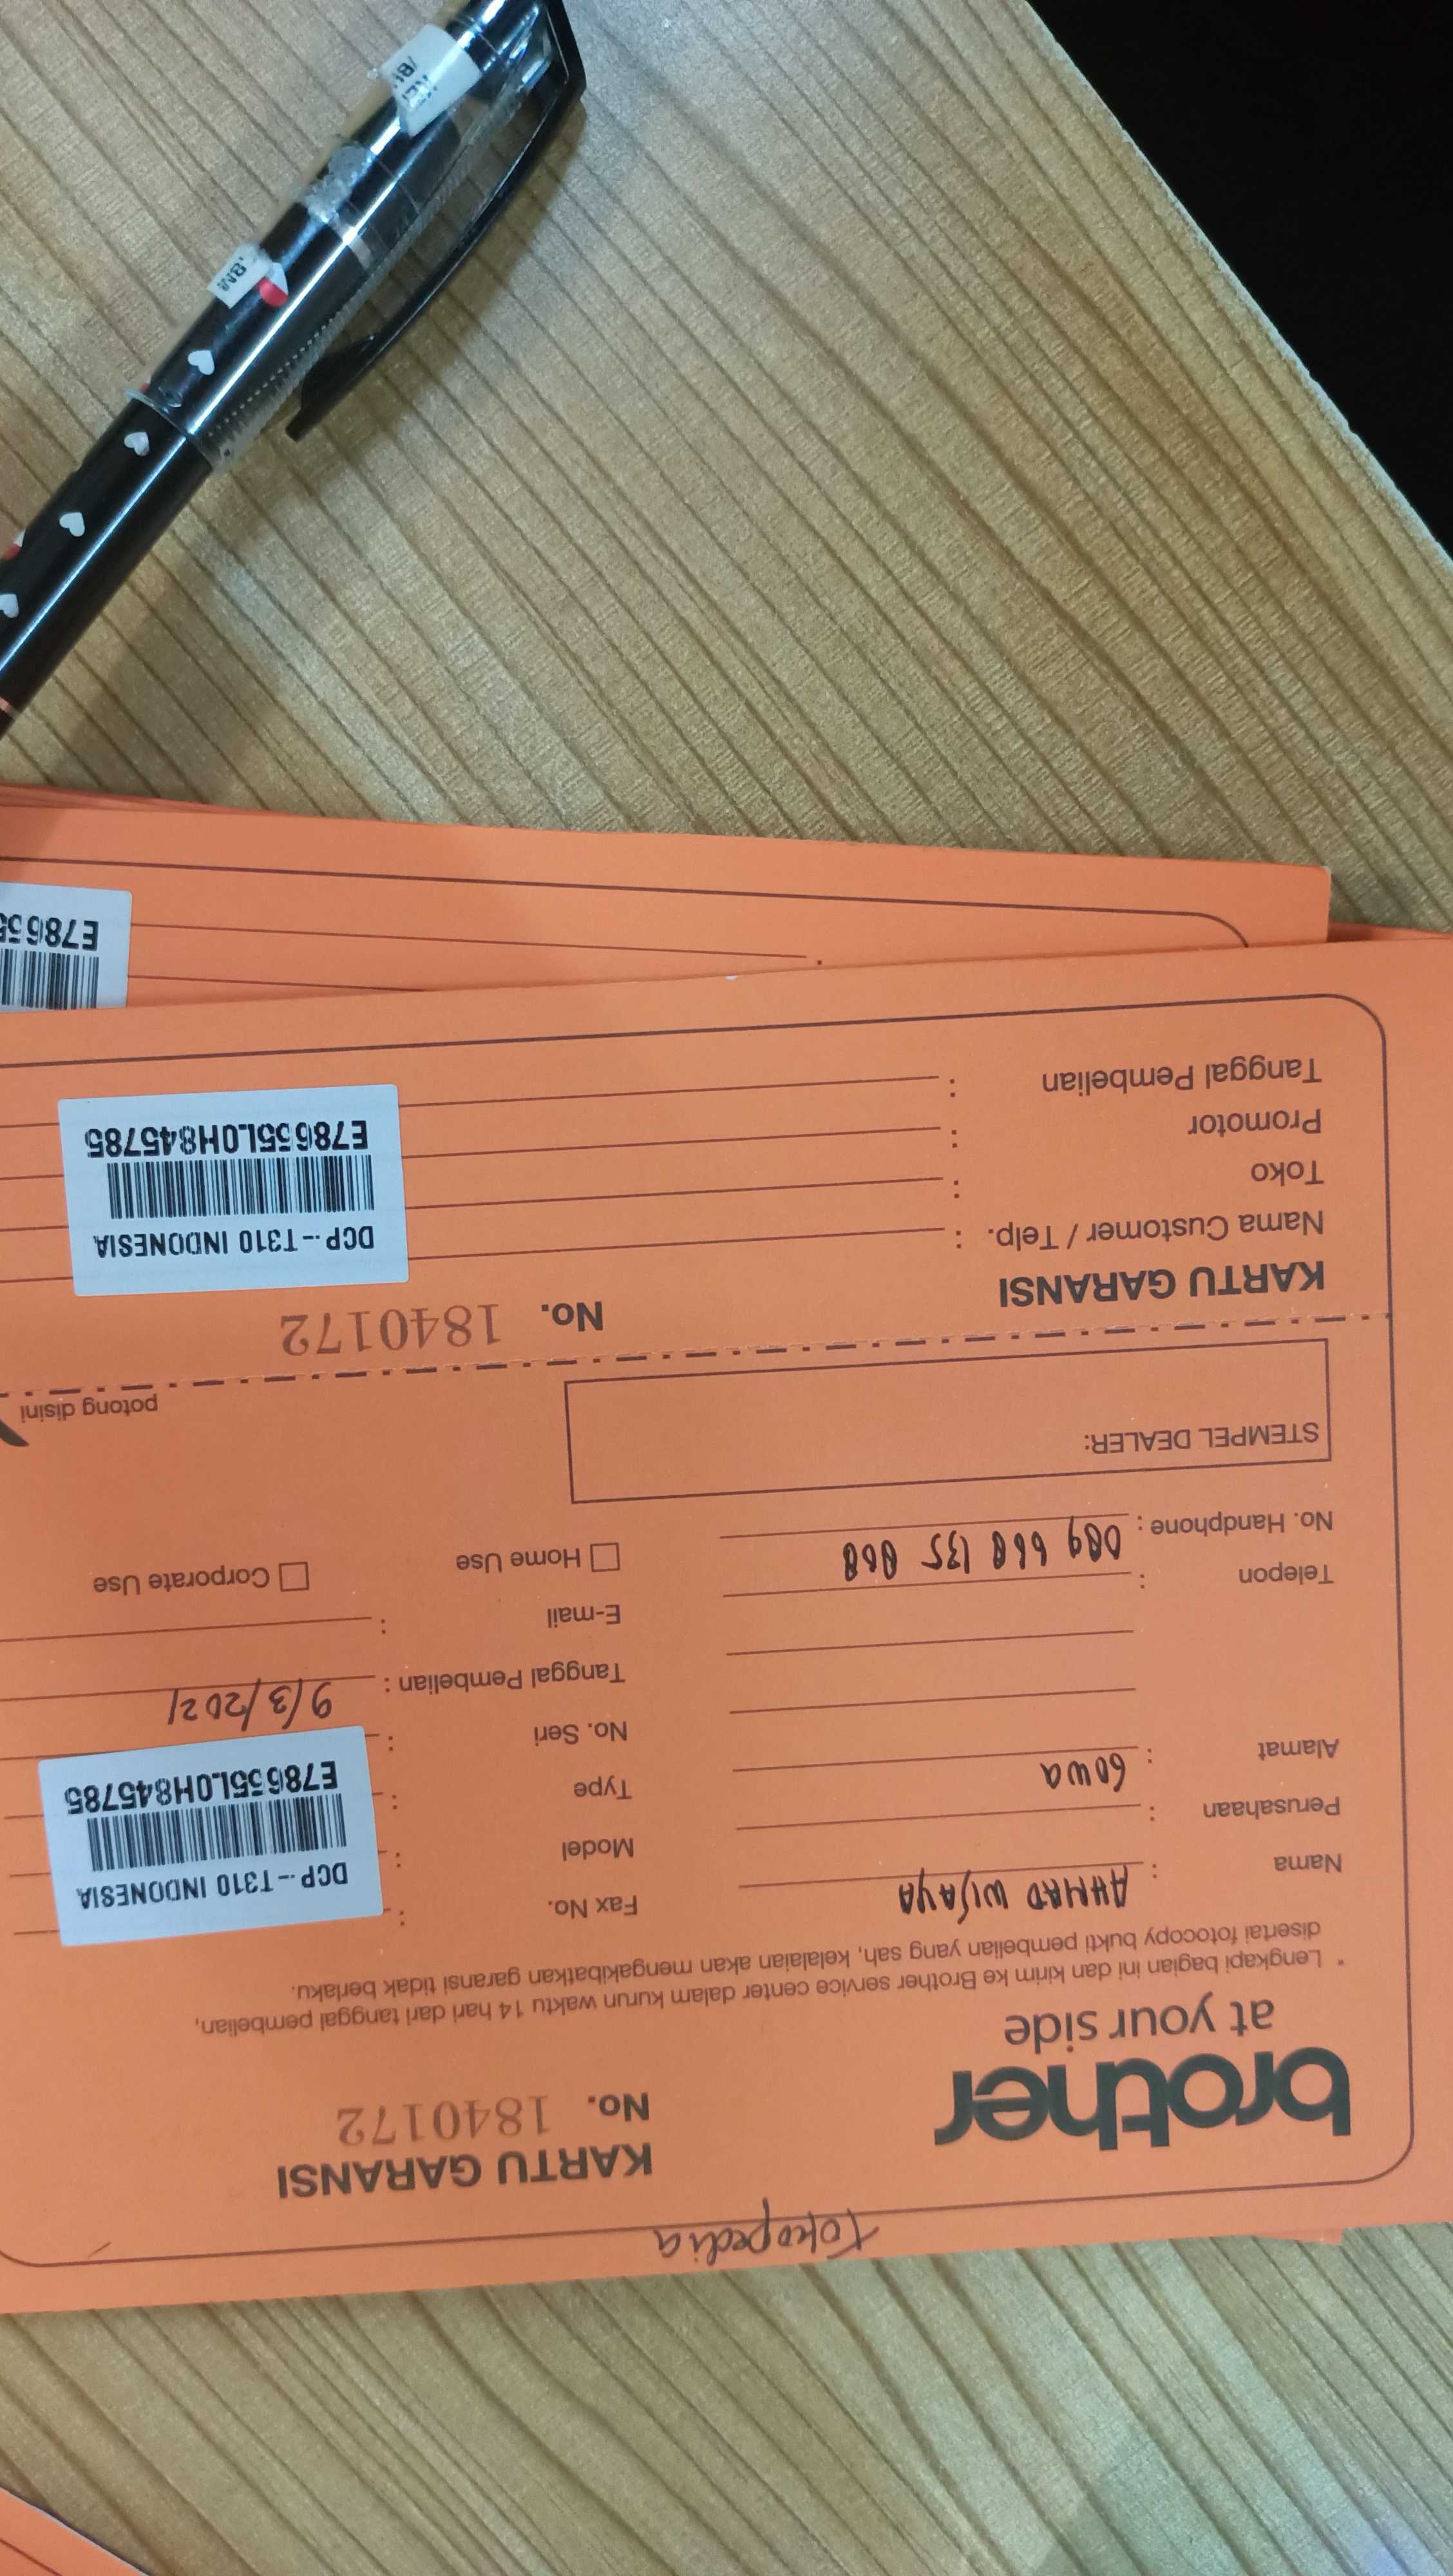 tokopedia
brother
at your side
KARTU GARANSI
No. 1840172
* Lengkapi bagian ini dan kirim ke Brother service center dalam kurun waktu 14 hari dari tanggal pembelian,
disertai fotocopy bukti pembelian yang sah, kelalaian akan mengakibatkan garansi tidak berlaku.
Nama : AHMAD WIJAYA
Perusahaan :
Alamat : GOWA
Telepon :
No. Handphone : 089 668 135 868
Fax No. :
Model :
Type :
No. Seri :
DCP-T310 INDONESIA
E78655L0H845785
Tanggal Pembelian : 9/3/2021
E-mail :
Home Use
Corporate Use
STEMPEL DEALER:
potong disini
KARTU GARANSI
No. 1840172
Nama Customer / Telp. :
Toko :
Promotor :
Tanggal Pembelian :
DCP-T310 INDONESIA
E78655L0H845785
E78655